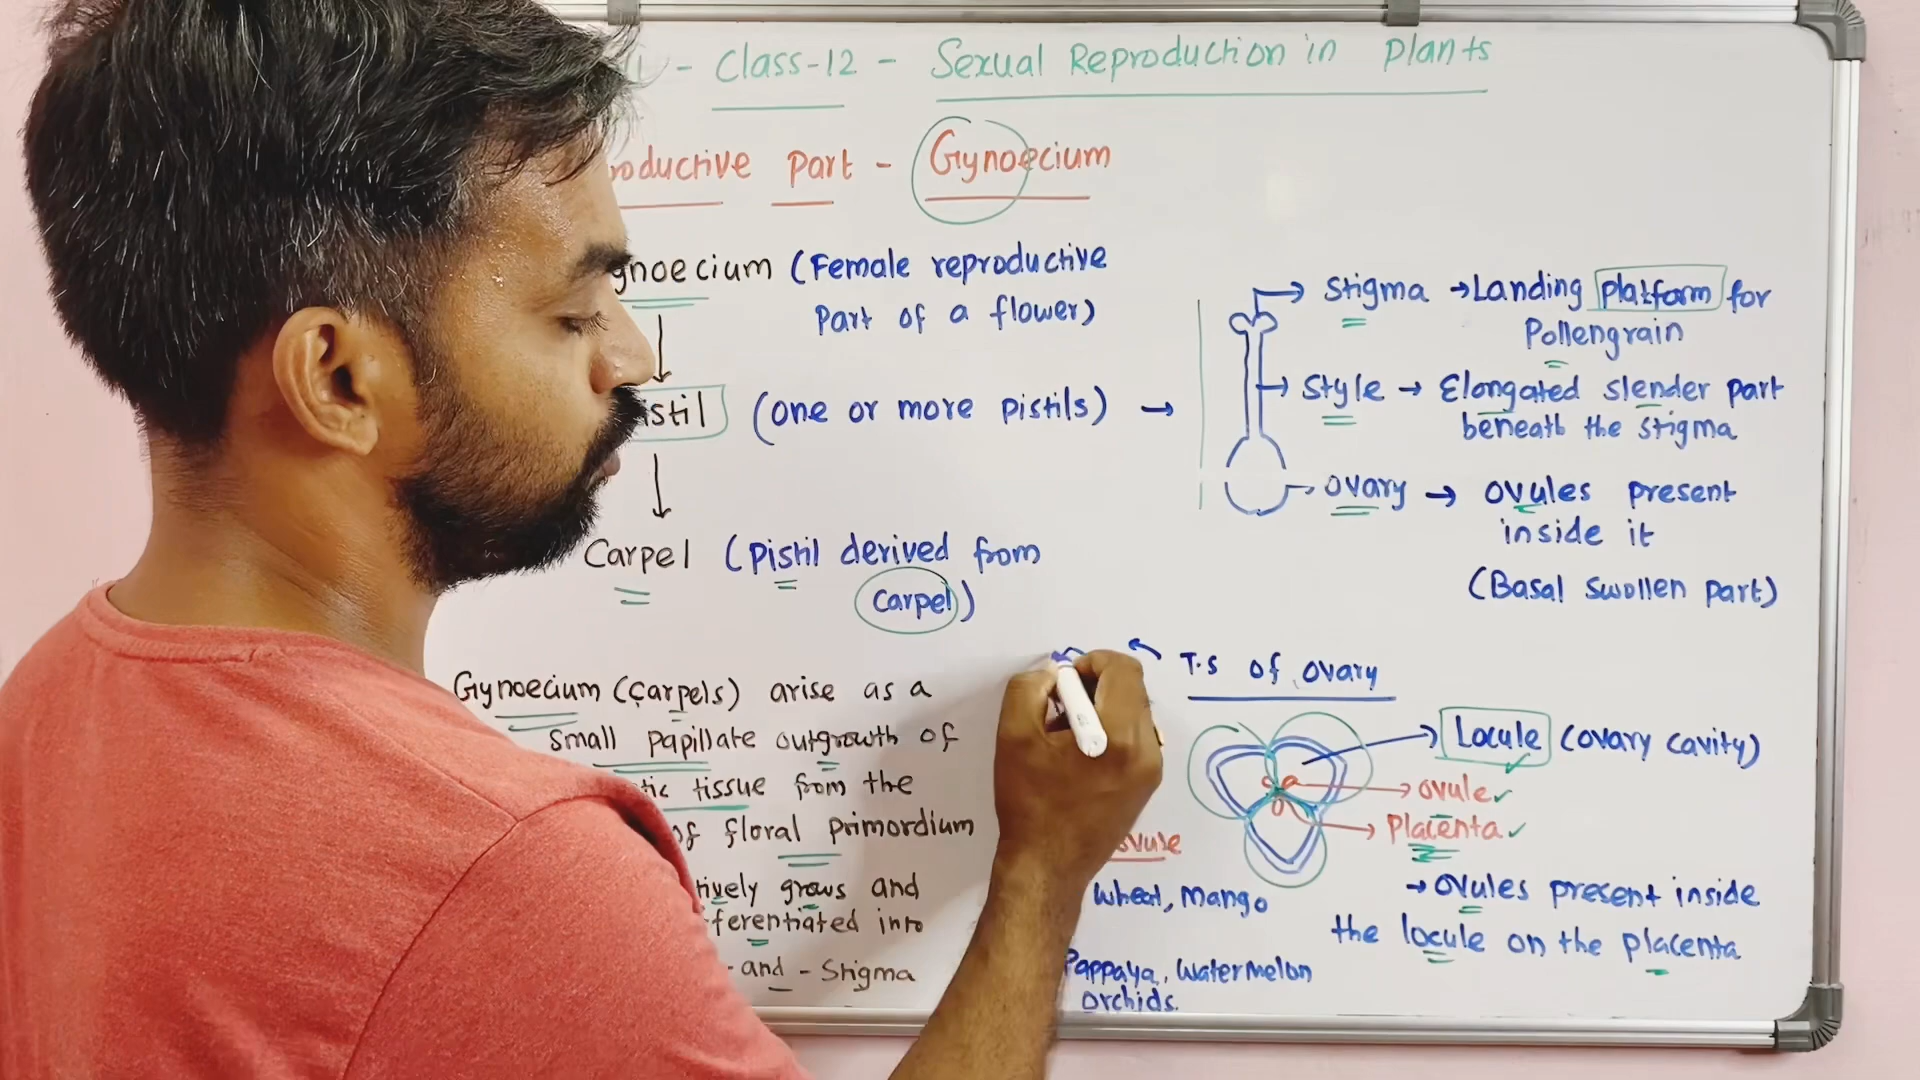 - Class-12 - Sexual Reproduction in plants
part - Gynoecium
(Female reproductive
part of a flower)
(one or more pistils) →
Carpel (pistil derived from
Carpel)
Stigma → Landing platform for
Pollengrain
Style → Elongated slender part
beneath the stigma
ovary → ovules present
inside it
(Basal swollen part)
Gynoecium (carpels) arise as a
small papillate outgrowth of
tissue from the
of floral primordium
grows and
into
- and - Stigma
T.S of ovary
Locule (ovary cavity)
ovule
Placenta
→ ovules present inside
the locule on the placenta
Wheat, Mango
Pappaya, Watermelon
Orchids.